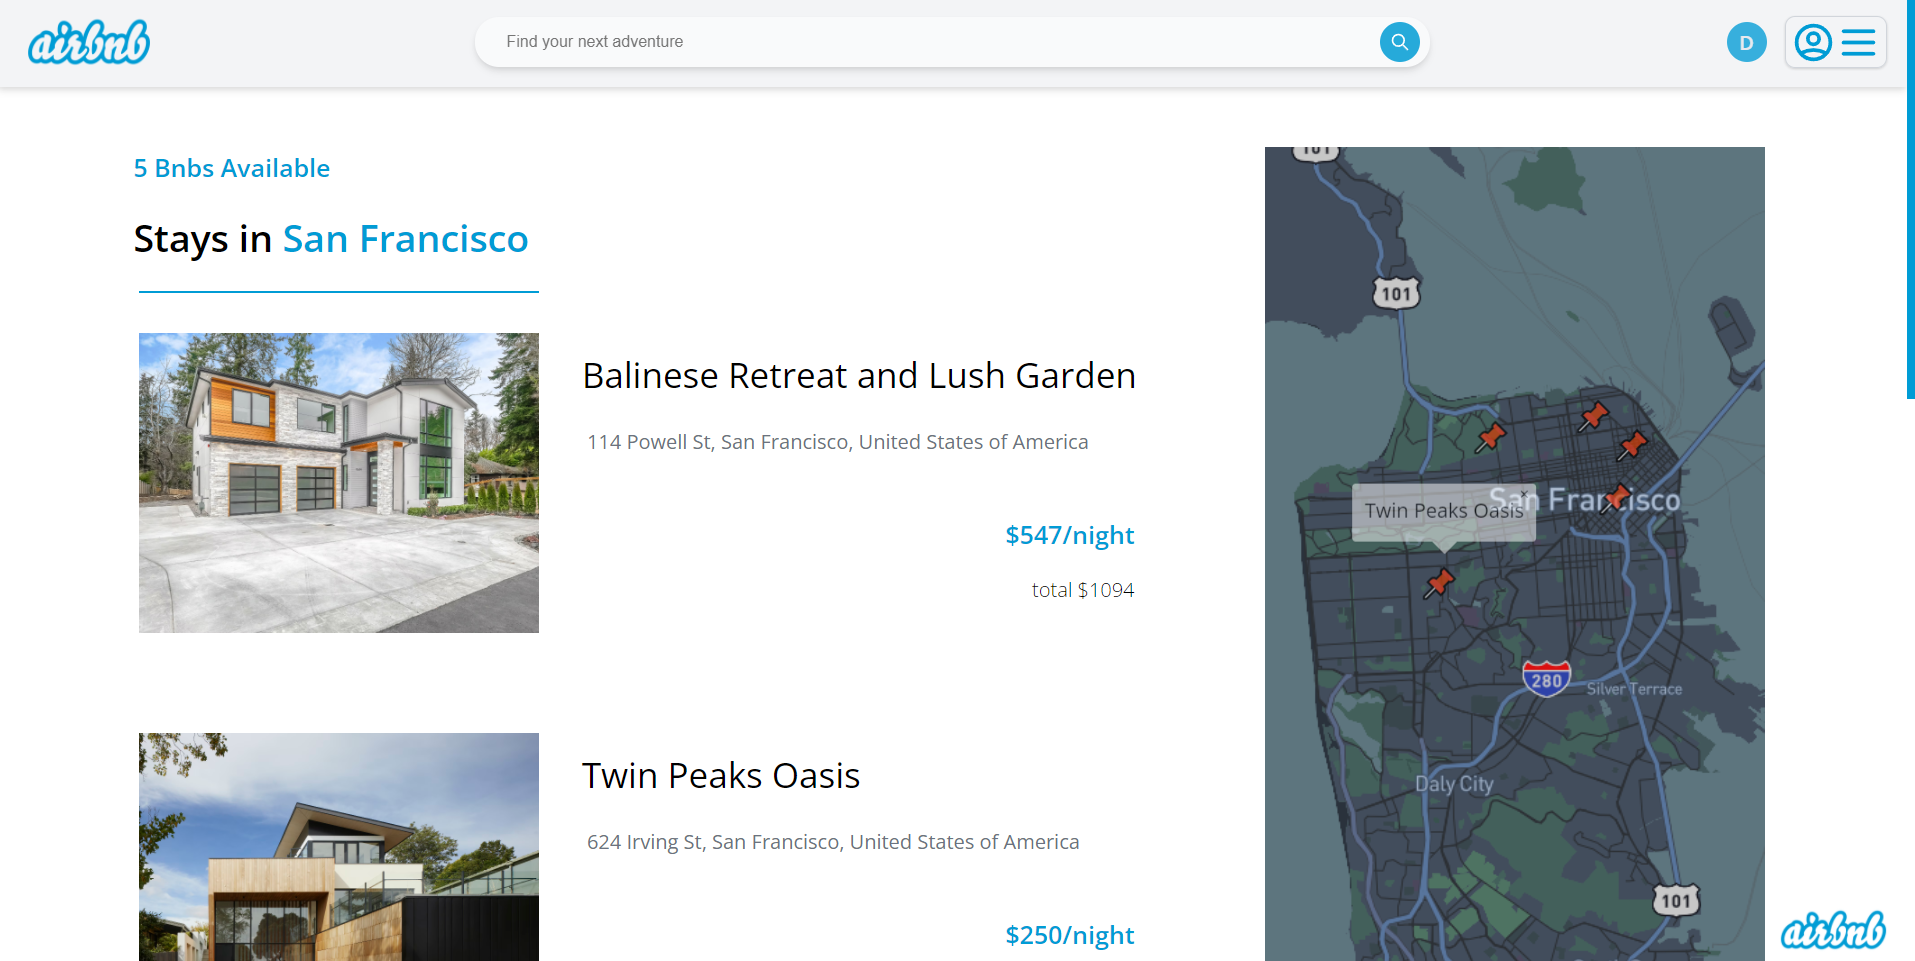 airbnb
Find your next adventure
D
5 Bnbs Available
Stays in San Francisco
Balinese Retreat and Lush Garden
114 Powell St, San Francisco, United States of America
$547/night
total $1094
Twin Peaks Oasis
624 Irving St, San Francisco, United States of America
$250/night
101
101
San Francisco
×
Twin Peaks Oasis
280
Silver Terrace
Daly City
101
airbnb